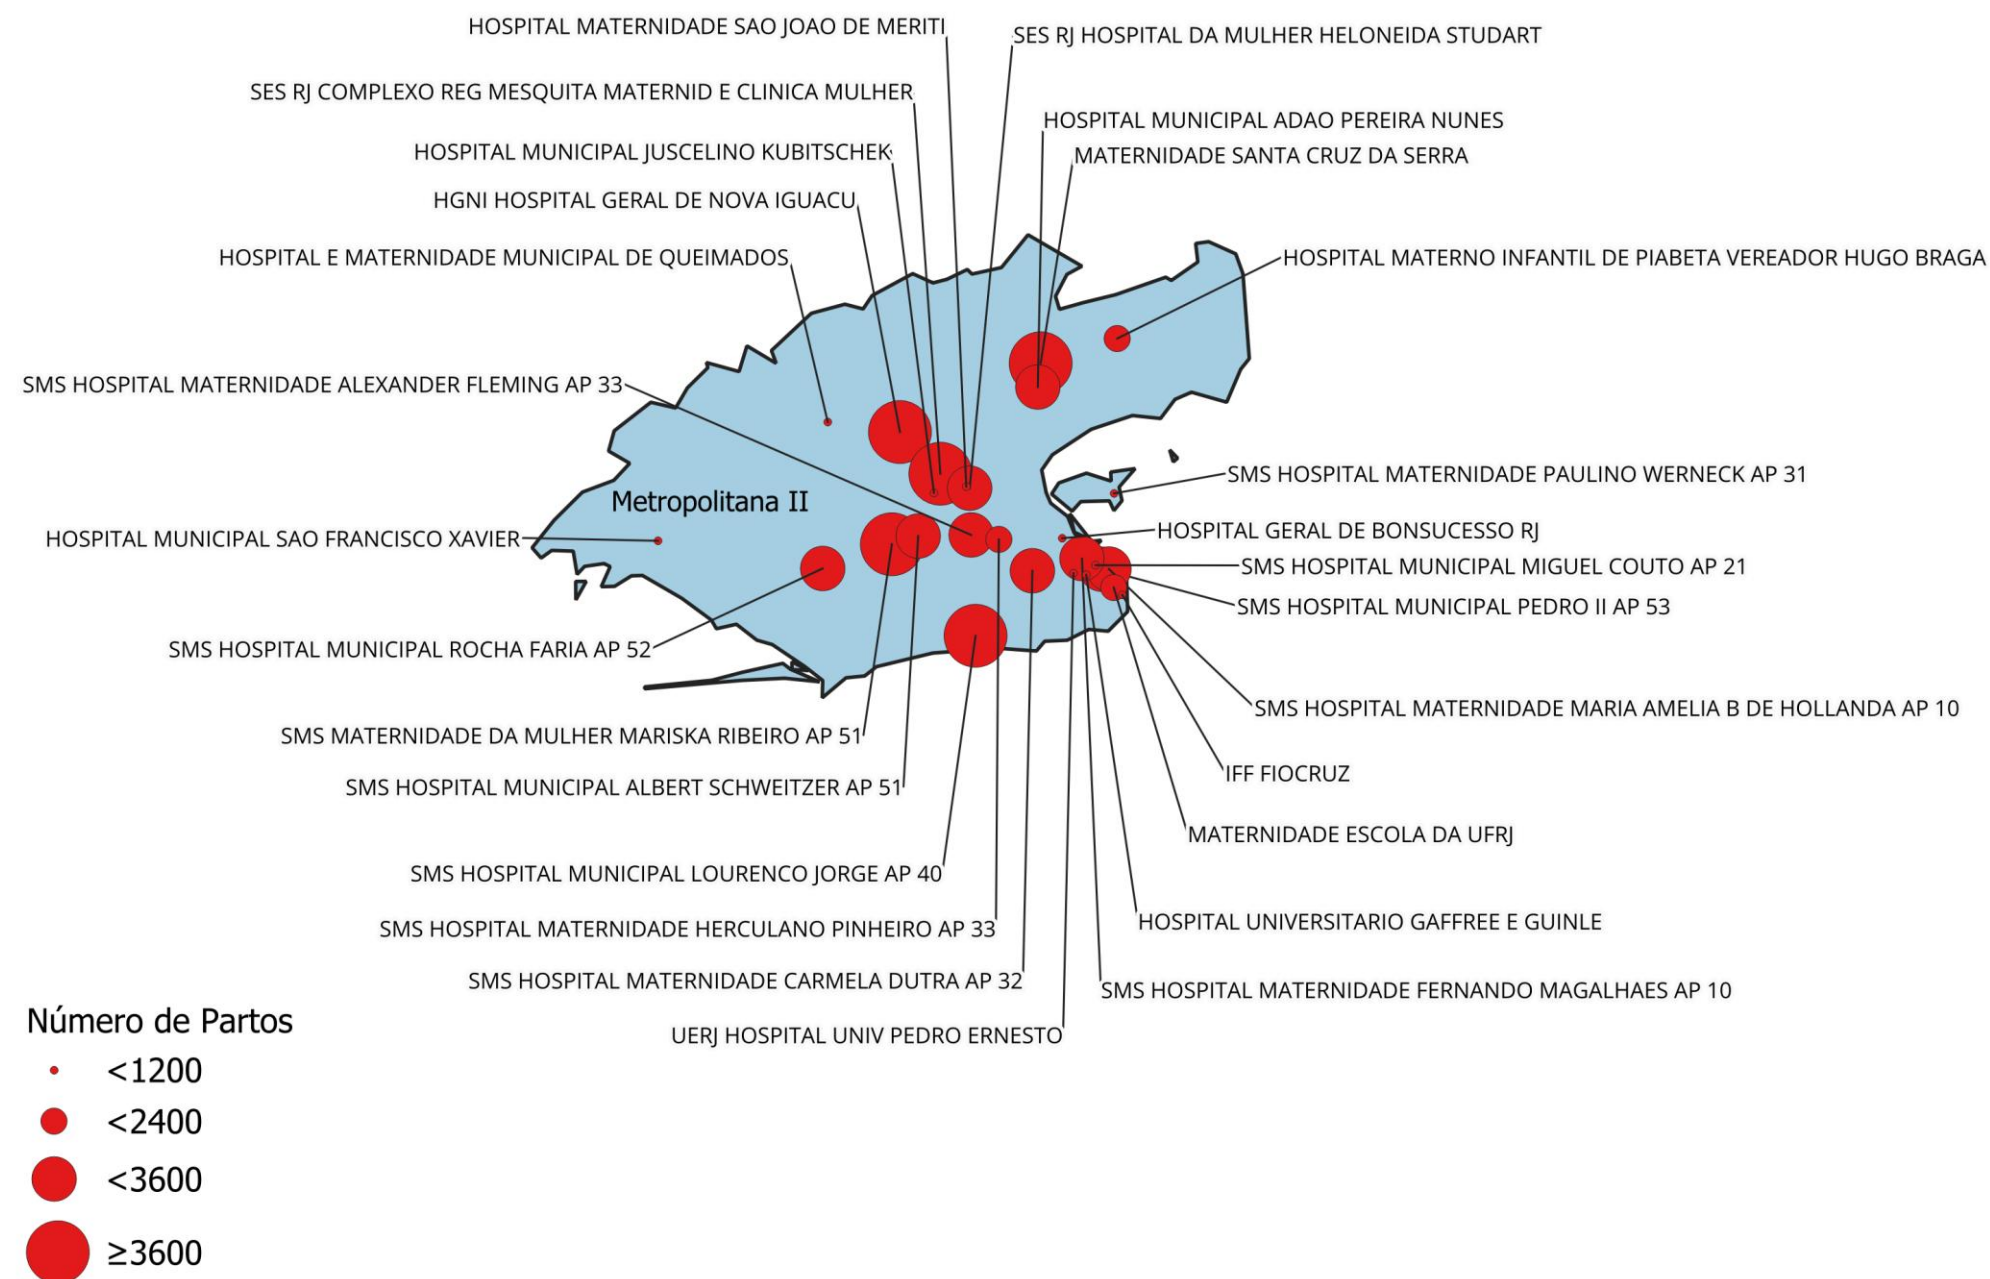 HOSPITAL MATERNIDADE SAO JOAO DE MERITI
SES RJ HOSPITAL DA MULHER HELONEIDA STUDART
SES RJ COMPLEXO REG MESQUITA MATERNID E CLINICA MULHER
HOSPITAL MUNICIPAL ADAO PEREIRA NUNES
HOSPITAL MUNICIPAL JUSCELINO KUBITSCHEK
MATERNIDADE SANTA CRUZ DA SERRA
HGNI HOSPITAL GERAL DE NOVA IGUACU
HOSPITAL E MATERNIDADE MUNICIPAL DE QUEIMADOS
HOSPITAL MATERNO INFANTIL DE PIABETA VEREADOR HUGO BRAGA
SMS HOSPITAL MATERNIDADE ALEXANDER FLEMING AP 33
SMS HOSPITAL MATERNIDADE PAULINO WERNECK AP 31
Metropolitana II
HOSPITAL GERAL DE BONSUCESSO RJ
HOSPITAL MUNICIPAL SAO FRANCISCO XAVIER
SMS HOSPITAL MUNICIPAL MIGUEL COUTO AP 21
SMS HOSPITAL MUNICIPAL PEDRO II AP 53
SMS HOSPITAL MUNICIPAL ROCHA FARIA AP 52
SMS HOSPITAL MATERNIDADE MARIA AMELIA B DE HOLLANDA AP 10
SMS MATERNIDADE DA MULHER MARISKA RIBEIRO AP 51
IFF FIOCRUZ
SMS HOSPITAL MUNICIPAL ALBERT SCHWEITZER AP 51
MATERNIDADE ESCOLA DA UFRJ
SMS HOSPITAL MUNICIPAL LOURENCO JORGE AP 40
HOSPITAL UNIVERSITARIO GAFFREE E GUINLE
SMS HOSPITAL MATERNIDADE HERCULANO PINHEIRO AP 33
SMS HOSPITAL MATERNIDADE CARMELA DUTRA AP 32
SMS HOSPITAL MATERNIDADE FERNANDO MAGALHAES AP 10
UERJ HOSPITAL UNIV PEDRO ERNESTO
Número de Partos
<1200
<2400
<3600
≥3600